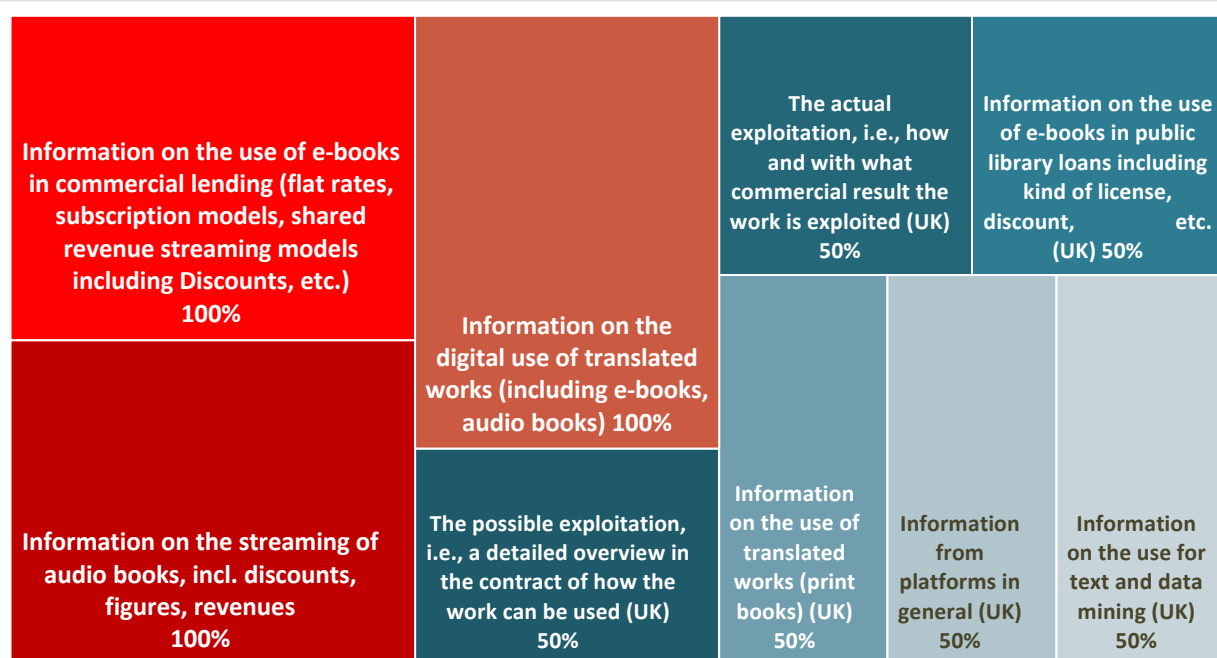 Information on the use of e-books
in commercial lending (flat rates,
subscription models, shared
revenue streaming models
including Discounts, etc.)
100%
Information on the streaming of
audio books, incl. discounts,
figures, revenues
100%
Information on the
digital use of translated
works (including e-books,
audio books) 100%
The possible exploitation,
i.e., a detailed overview in
the contract of how the
work can be used (UK)
50%
The actual
exploitation, i.e., how
and with what
commercial result the
work is exploited (UK)
50%
Information on the use
of e-books in public
library loans including
kind of license,
discount, etc.
(UK) 50%
Information
on the use of
translated
works (print
books) (UK)
50%
Information
from
platforms in
general (UK)
50%
Information
on the use for
text and data
mining (UK)
50%